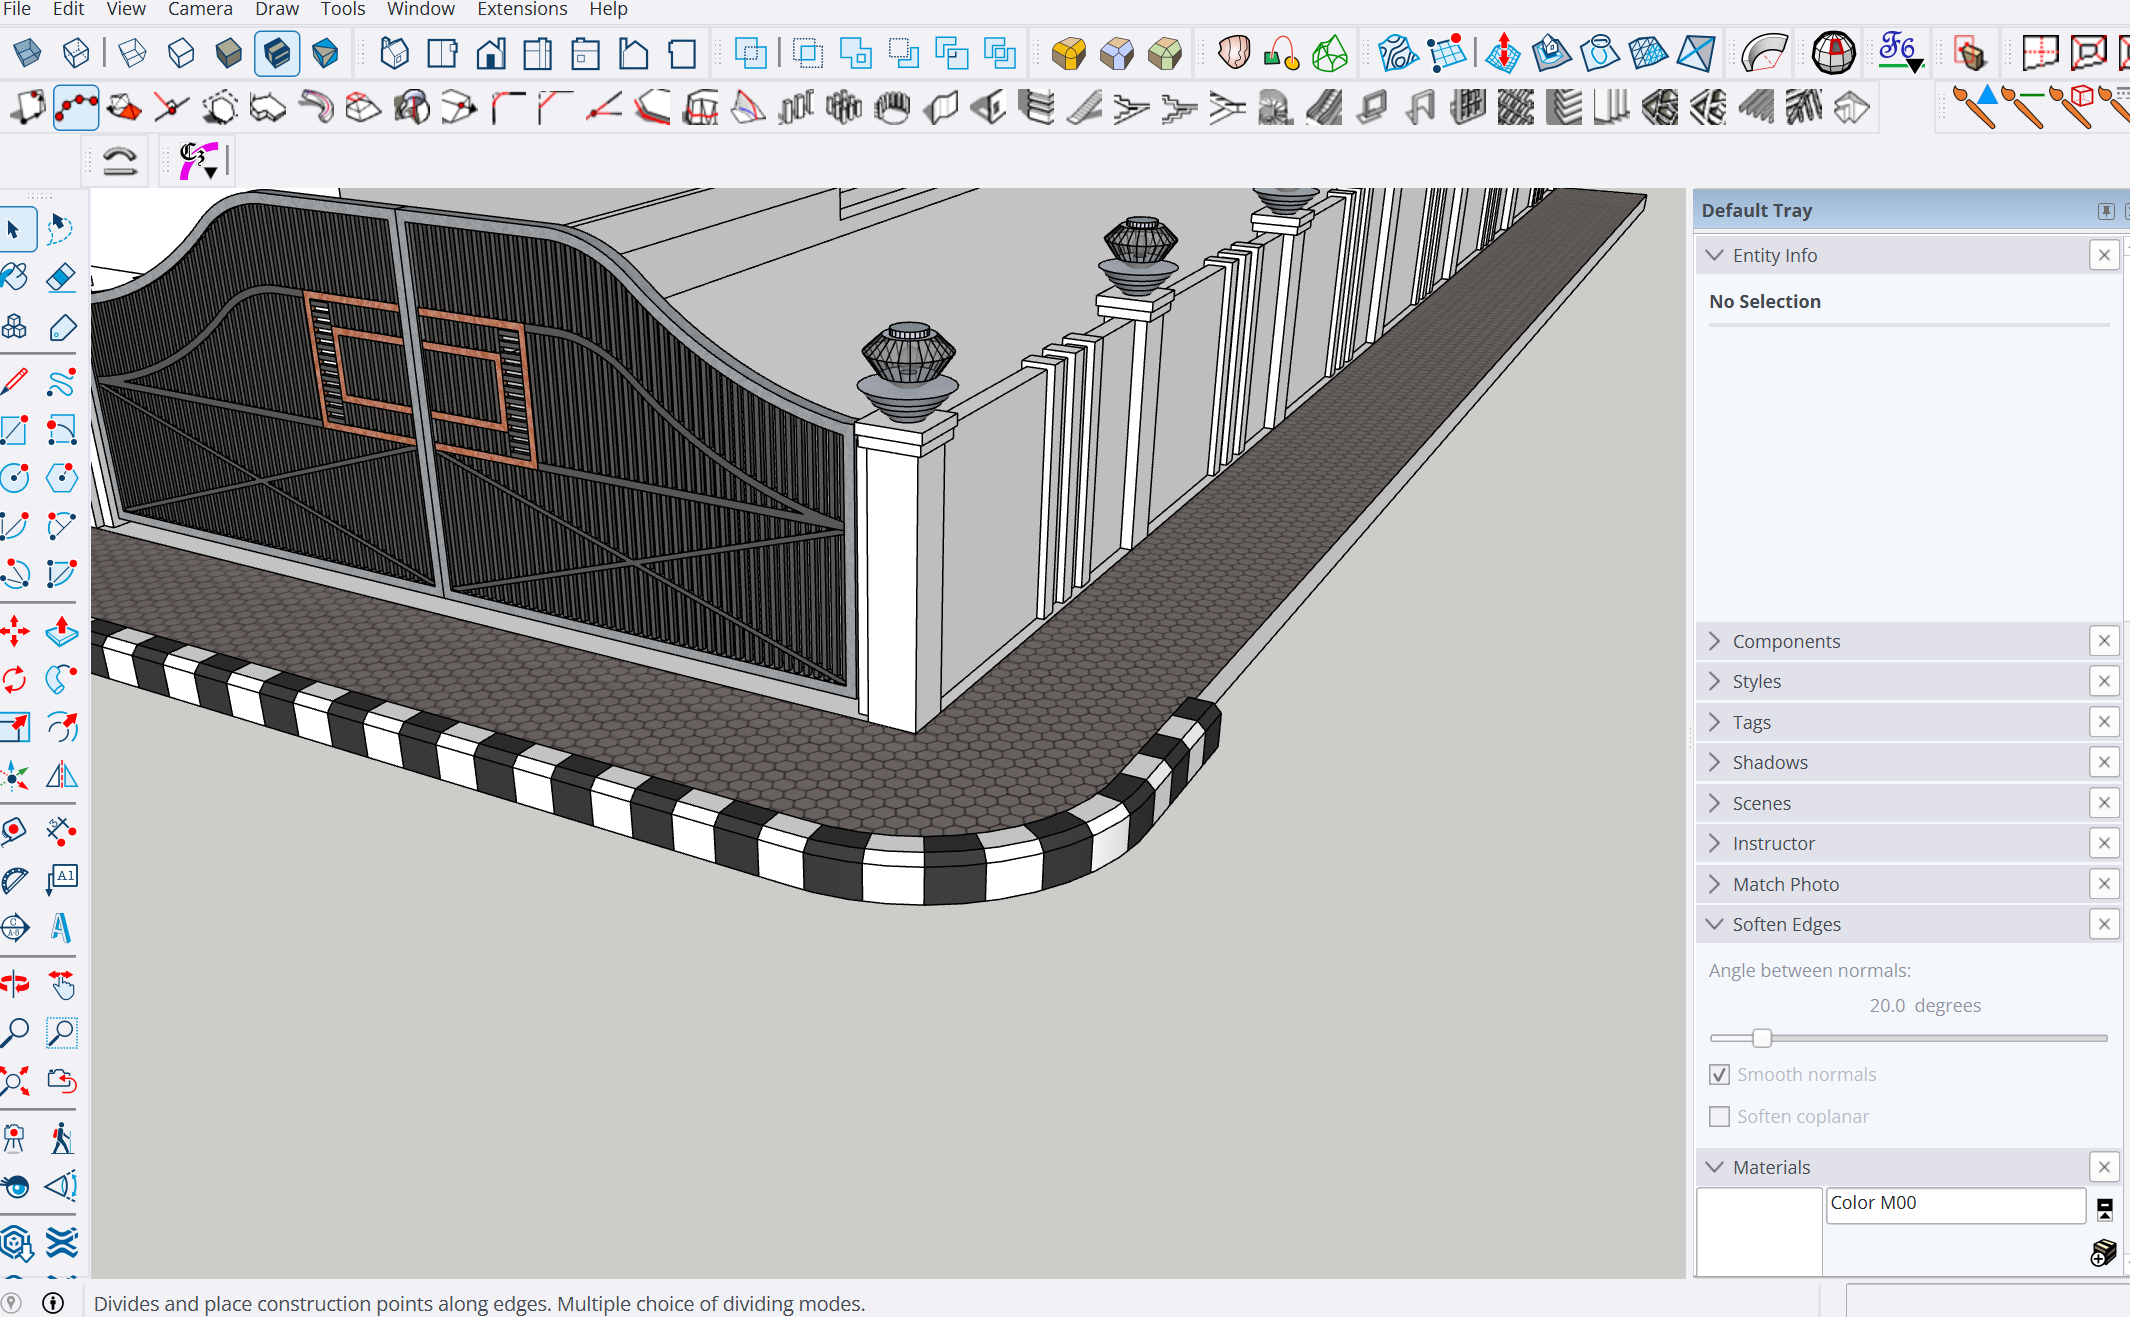 File Edit View Camera Draw Tools Window Extensions Help
F6
Default Tray
Entity Info
No Selection
Components
Styles
Tags
Shadows
Scenes
Instructor
Match Photo
Soften Edges
Angle between normals:
20.0 degrees
Smooth normals
Soften coplanar
Materials
Color M00
A1
Divides and place construction points along edges. Multiple choice of dividing modes.